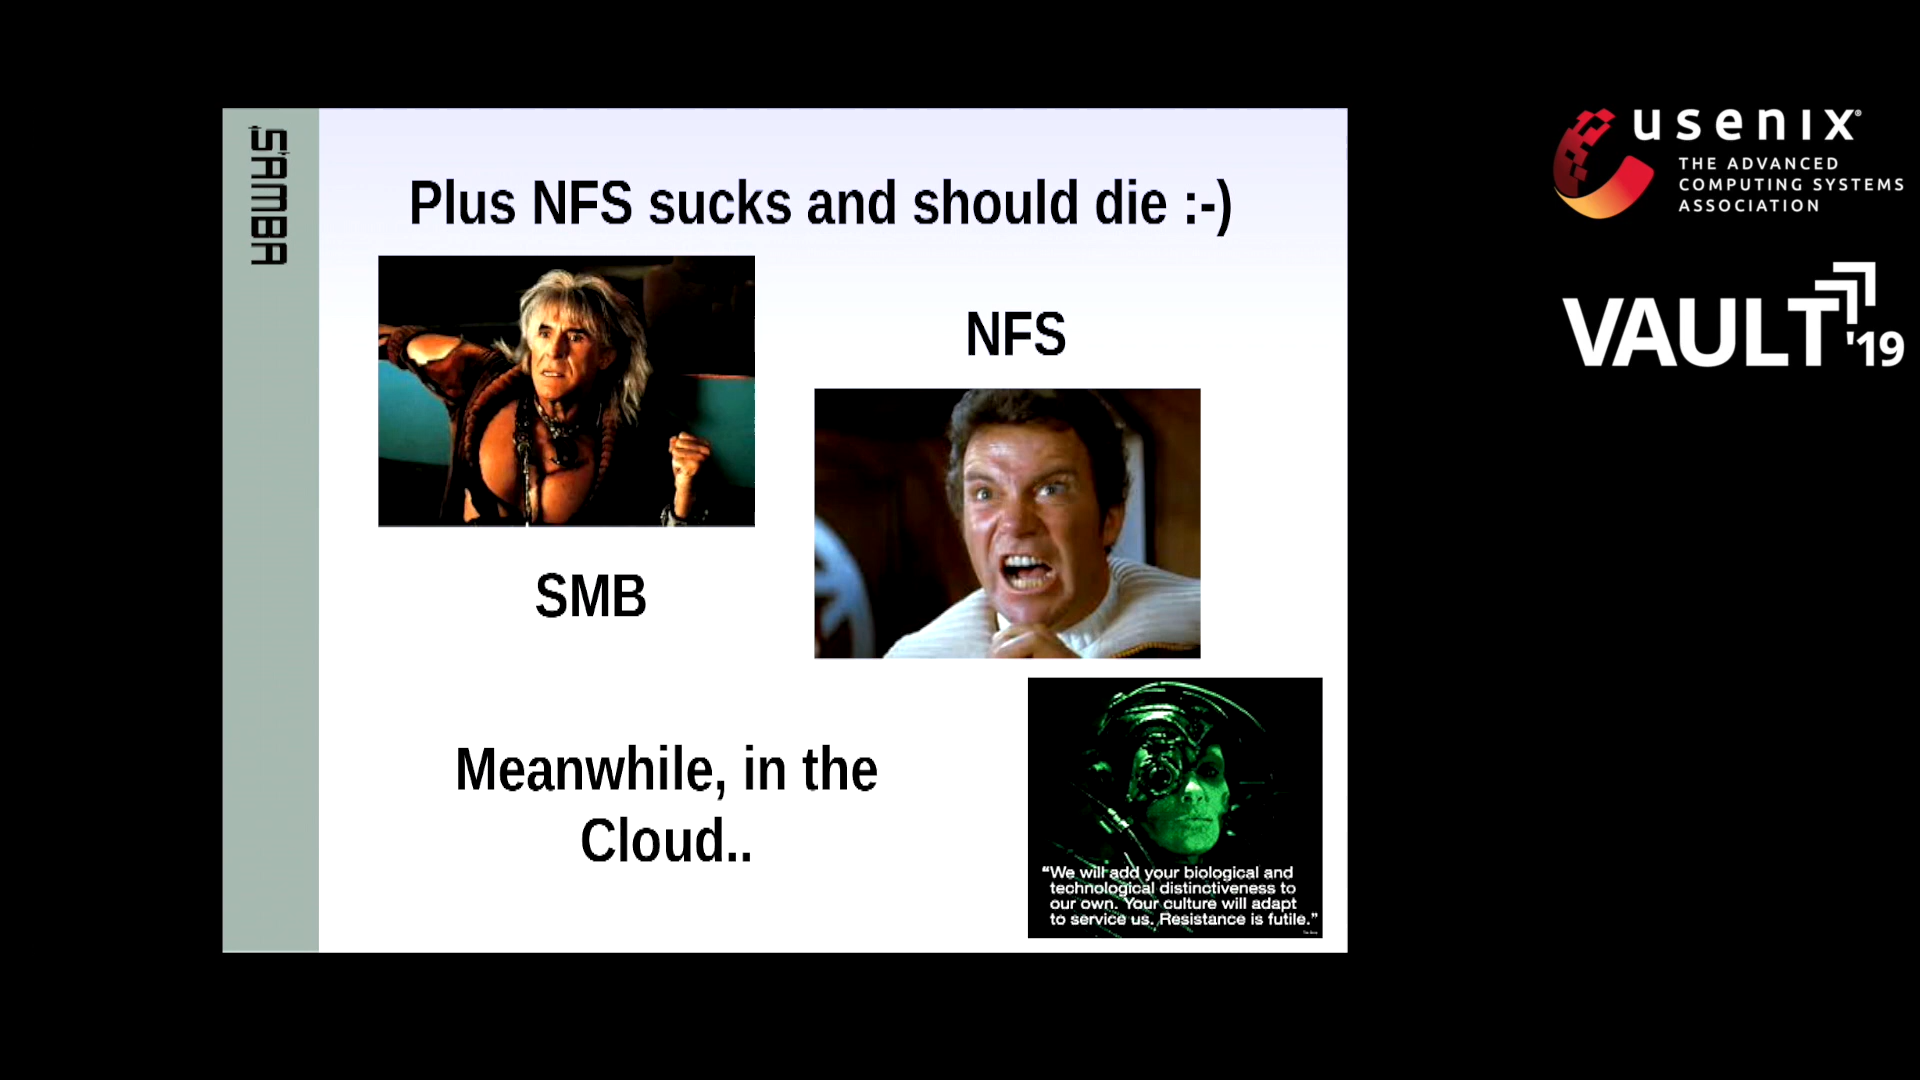 SAMBA
Plus NFS sucks and should die :-)
NFS
SMB
Meanwhile, in the
Cloud..
“We will add your biological and
technological distinctiveness to
our own. Your culture will adapt
to service us. Resistance is futile.”
usenix®
THE ADVANCED
COMPUTING SYSTEMS
ASSOCIATION
VAULT '19